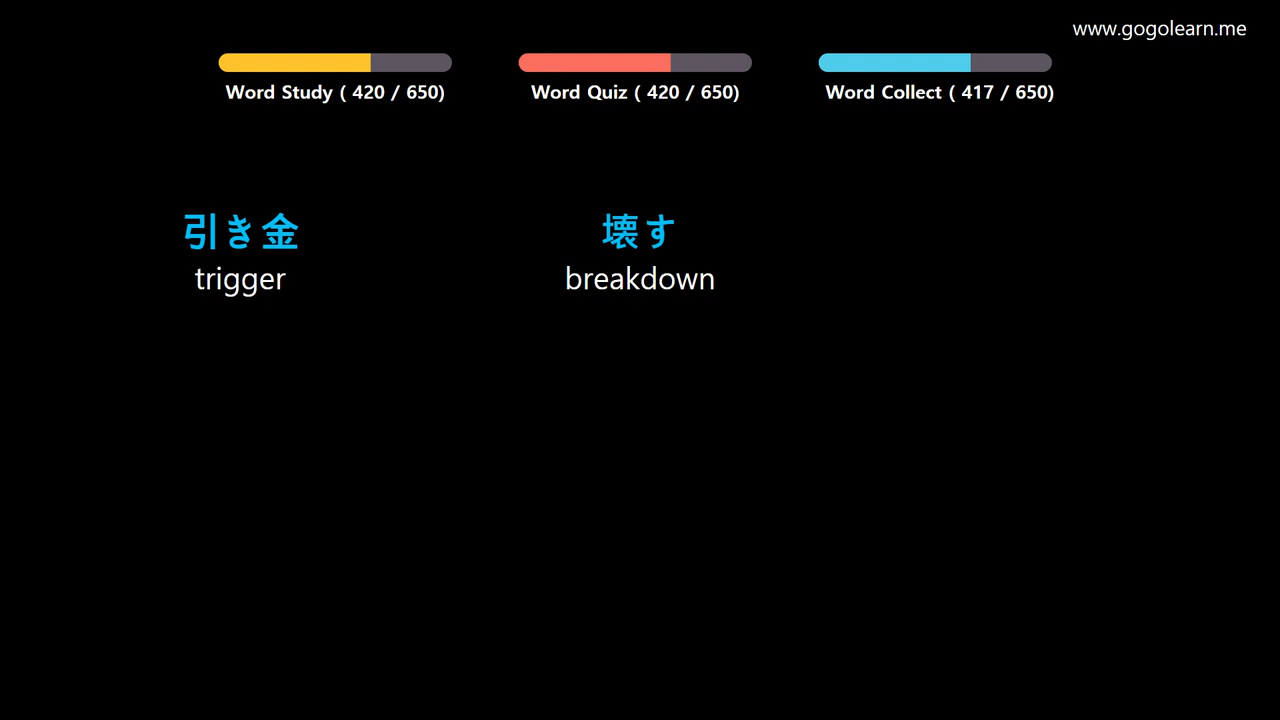 www.gogolearn.me
Word Study ( 420 / 650)
Word Quiz ( 420 / 650)
Word Collect ( 417 / 650)
引き金
trigger
壊す
breakdown